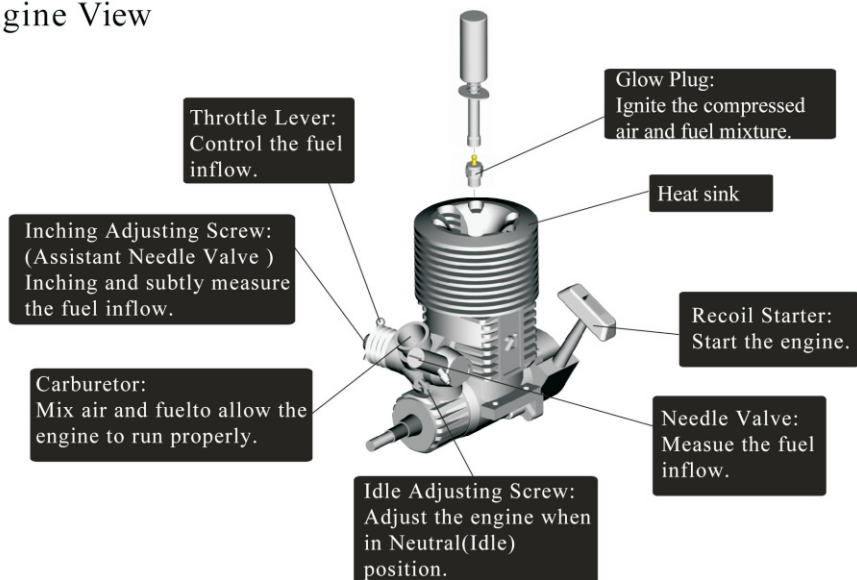 gine View
Throttle Lever:
Control the fuel
inflow.
Glow Plug:
Ignite the compressed
air and fuel mixture.
Heat sink
Inching Adjusting Screw:
(Assistant Needle Valve )
Inching and subtly measure
the fuel inflow.
Recoil Starter:
Start the engine.
Carburetor:
Mix air and fuelto allow the
engine to run properly.
Needle Valve:
Measue the fuel
inflow.
Idle Adjusting Screw:
Adjust the engine when
in Neutral(Idle)
position.